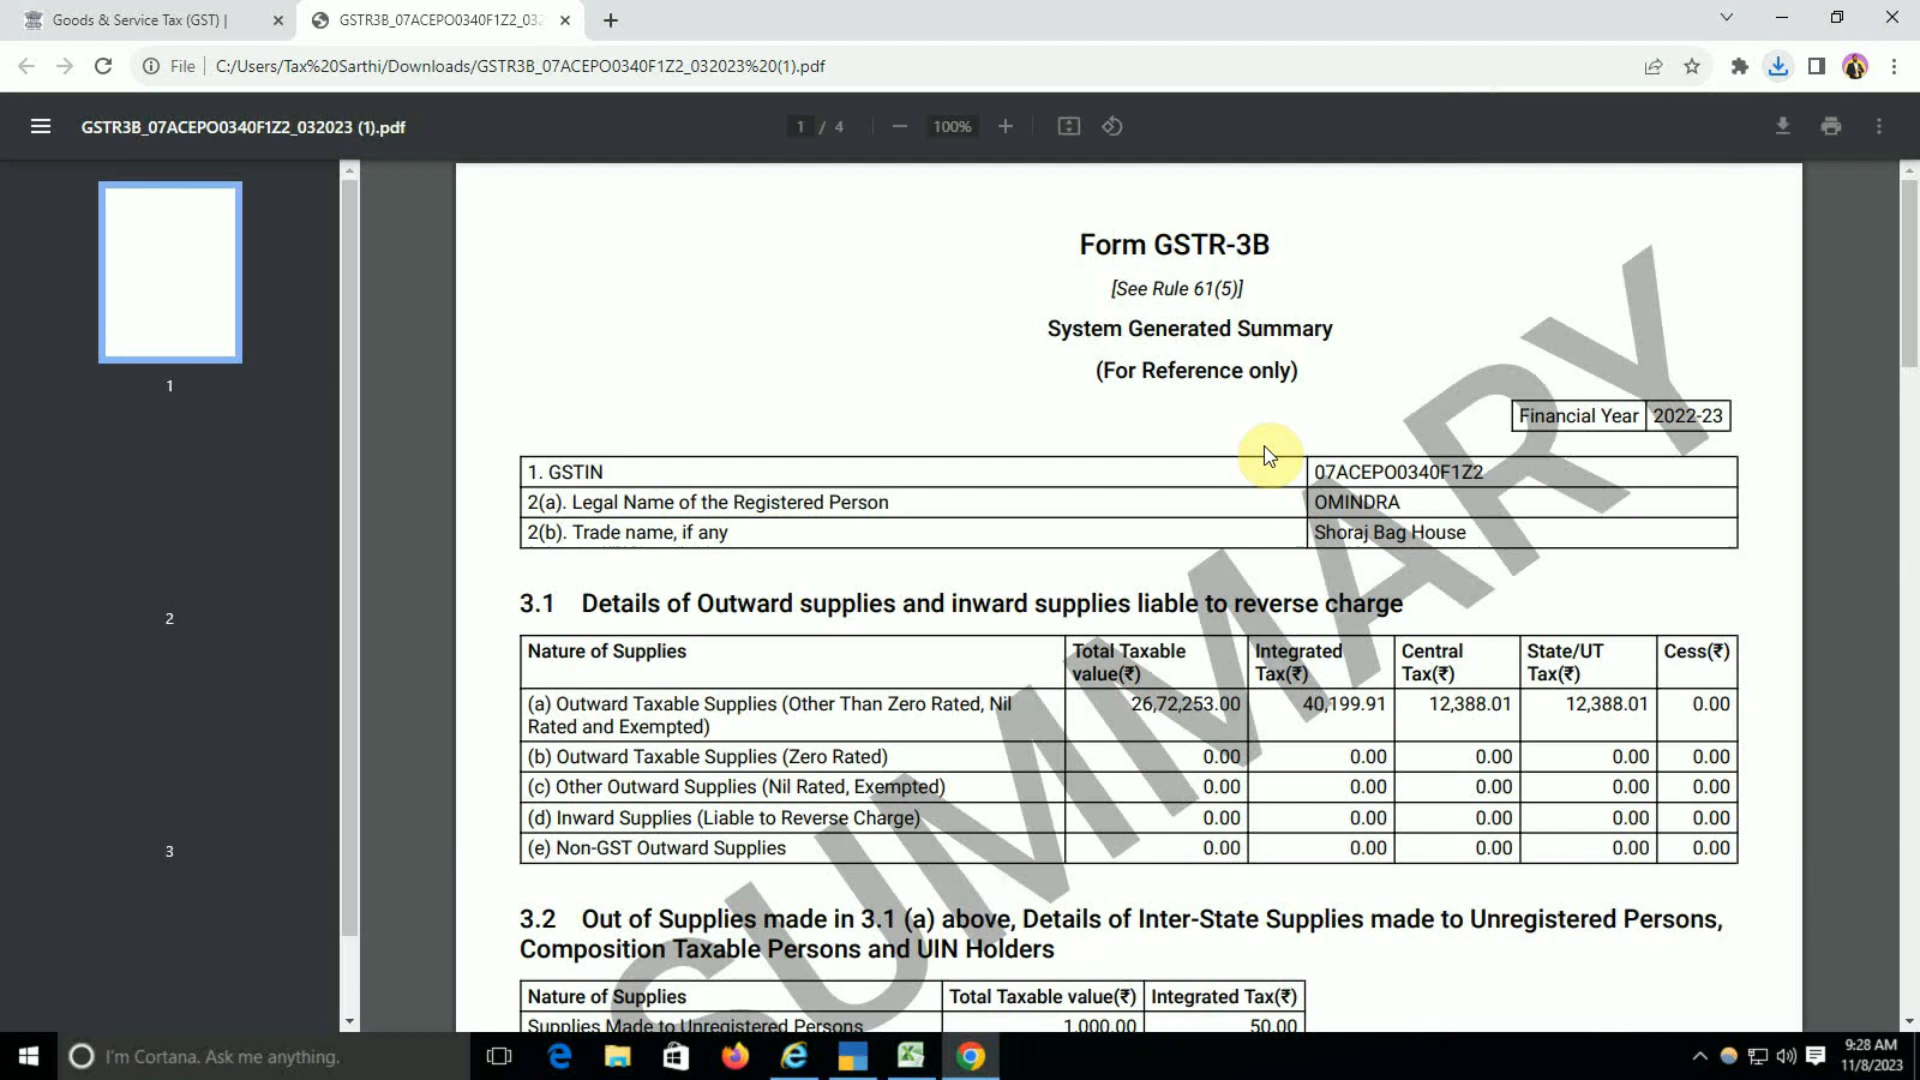 Goods & Service Tax (GST) |
GSTR3B_07ACEPO0340F1Z2_032
File
C:/Users/Tax%20Sarthi/Downloads/GSTR3B_07ACEPO0340F1Z2_032023%20(1).pdf
GSTR3B_07ACEPO0340F1Z2_032023 (1).pdf
1 / 4
100%
1
2
3
Form GSTR-3B
[See Rule 61(5)]
System Generated Summary
(For Reference only)
Financial Year 2022-23
1. GSTIN 07ACEPO0340F1Z2
2(a). Legal Name of the Registered Person OMINDRA
2(b). Trade name, if any Shoraj Bag House
3.1 Details of Outward supplies and inward supplies liable to reverse charge
Nature of Supplies Total Taxable value(₹) Integrated Tax(₹) Central Tax(₹) State/UT Tax(₹) Cess(₹)
(a) Outward Taxable Supplies (Other Than Zero Rated, Nil Rated and Exempted) 26,72,253.00 40,199.91 12,388.01 12,388.01 0.00
(b) Outward Taxable Supplies (Zero Rated) 0.00 0.00 0.00 0.00 0.00
(c) Other Outward Supplies (Nil Rated, Exempted) 0.00 0.00 0.00 0.00 0.00
(d) Inward Supplies (Liable to Reverse Charge) 0.00 0.00 0.00 0.00 0.00
(e) Non-GST Outward Supplies 0.00 0.00 0.00 0.00 0.00
3.2 Out of Supplies made in 3.1 (a) above, Details of Inter-State Supplies made to Unregistered Persons,
Composition Taxable Persons and UIN Holders
Nature of Supplies Total Taxable value(₹) Integrated Tax(₹)
Supplies Made to Unregistered Persons 1,000.00 50.00
SUMMARY
I'm Cortana. Ask me anything.
9:28 AM
11/8/2023